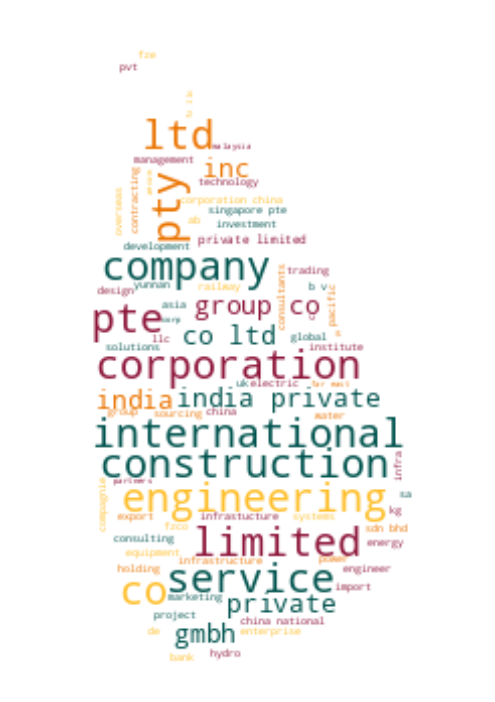 fze
pvt
ltd
malaysia
management
inc
technology
pty
contracting
overseas
corporation china
singapore pte
ab
investment
private limited
development
company
trading
consultants
yunnan
railway
b v
design
pacific
asia
group co
pte
corp
co ltd
global
llc
solutions
institute
corporation
uk
electric
far east
india
india private
group
sourcing
china
water
international
construction
infra
partners
compagnie
engineering
sa
kg
export
infrastucture
systems
fzco
sdn bhd
limited
consulting
energy
equipment
infrastructure
power
holding
engineer
service
import
co
marketing
private
project
china national
gmbh
de
enterprise
hydro
bank